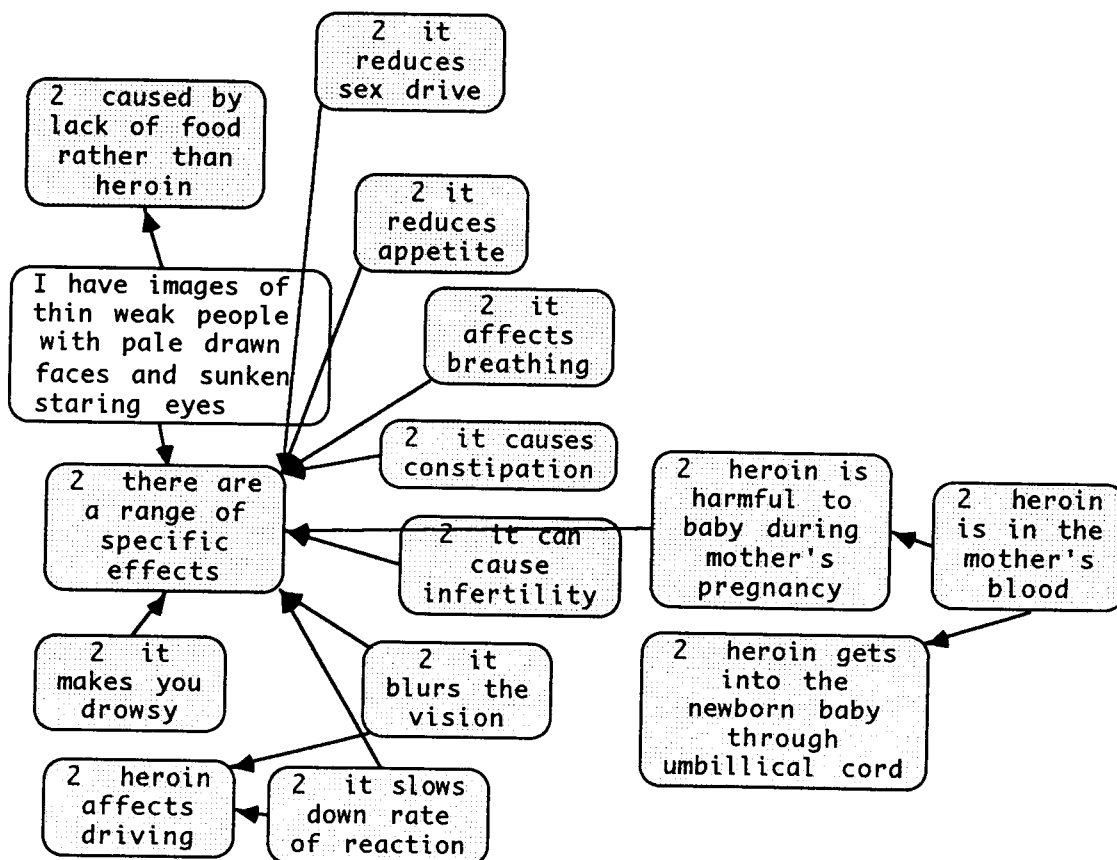 2 it
reduces
sex drive
2 caused by
lack of food
rather than
heroin
2 it
reduces
appetite
I have images of
thin weak people
with pale drawn
faces and sunken
staring eyes
2 it
affects
breathing
2 it causes
constipation
2 there are
a range of
specific
effects
2 heroin is
harmful to
baby during
mother's
pregnancy
2 heroin
is in the
mother's
blood
2 it can
cause
infertility
2 it
makes you
drowsy
2 it
blurs the
vision
2 heroin gets
into the
newborn baby
through
umbillical cord
2 heroin
affects
driving
2 it slows
down rate
of reaction